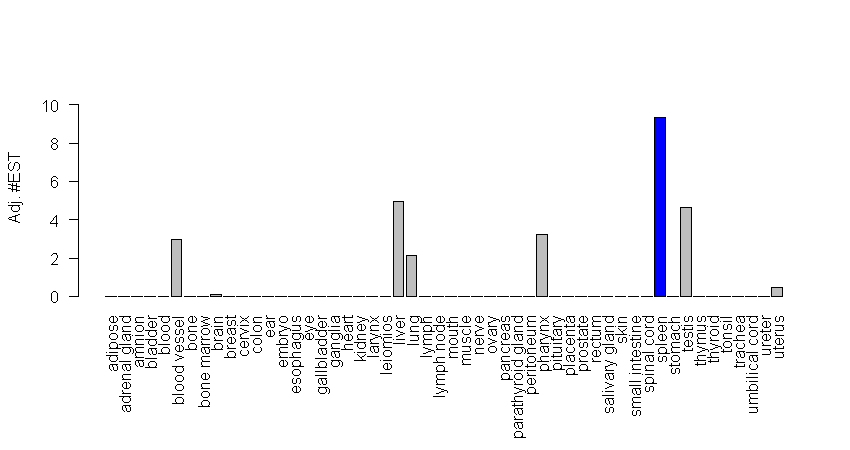 10
8
6
4
2
0
Adj. #EST
adipose
adrenal gland
amnion
bladder
blood
blood vessel
bone
bone marrow
brain
breast
cervix
colon
ear
embryo
esophagus
eye
gallbladder
ganglia
heart
kidney
larynx
leiomios
liver
lung
lymph
lymph node
mouth
muscle
nerve
ovary
pancreas
parathyroid gland
peritoneum
pharynx
pituitary
placenta
prostate
rectum
salivary gland
skin
small intestine
spinal cord
spleen
stomach
testis
thymus
thyroid
tonsil
trachea
umbilical cord
ureter
uterus